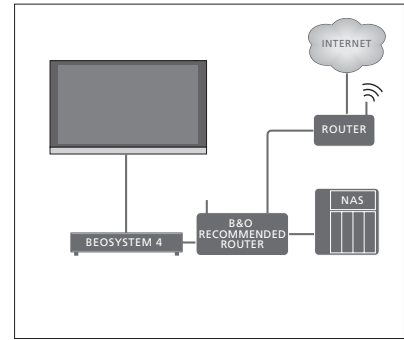 INTERNET
ROUTER
NAS
B&O
RECOMMENDED
ROUTER
BEOSYSTEM 4